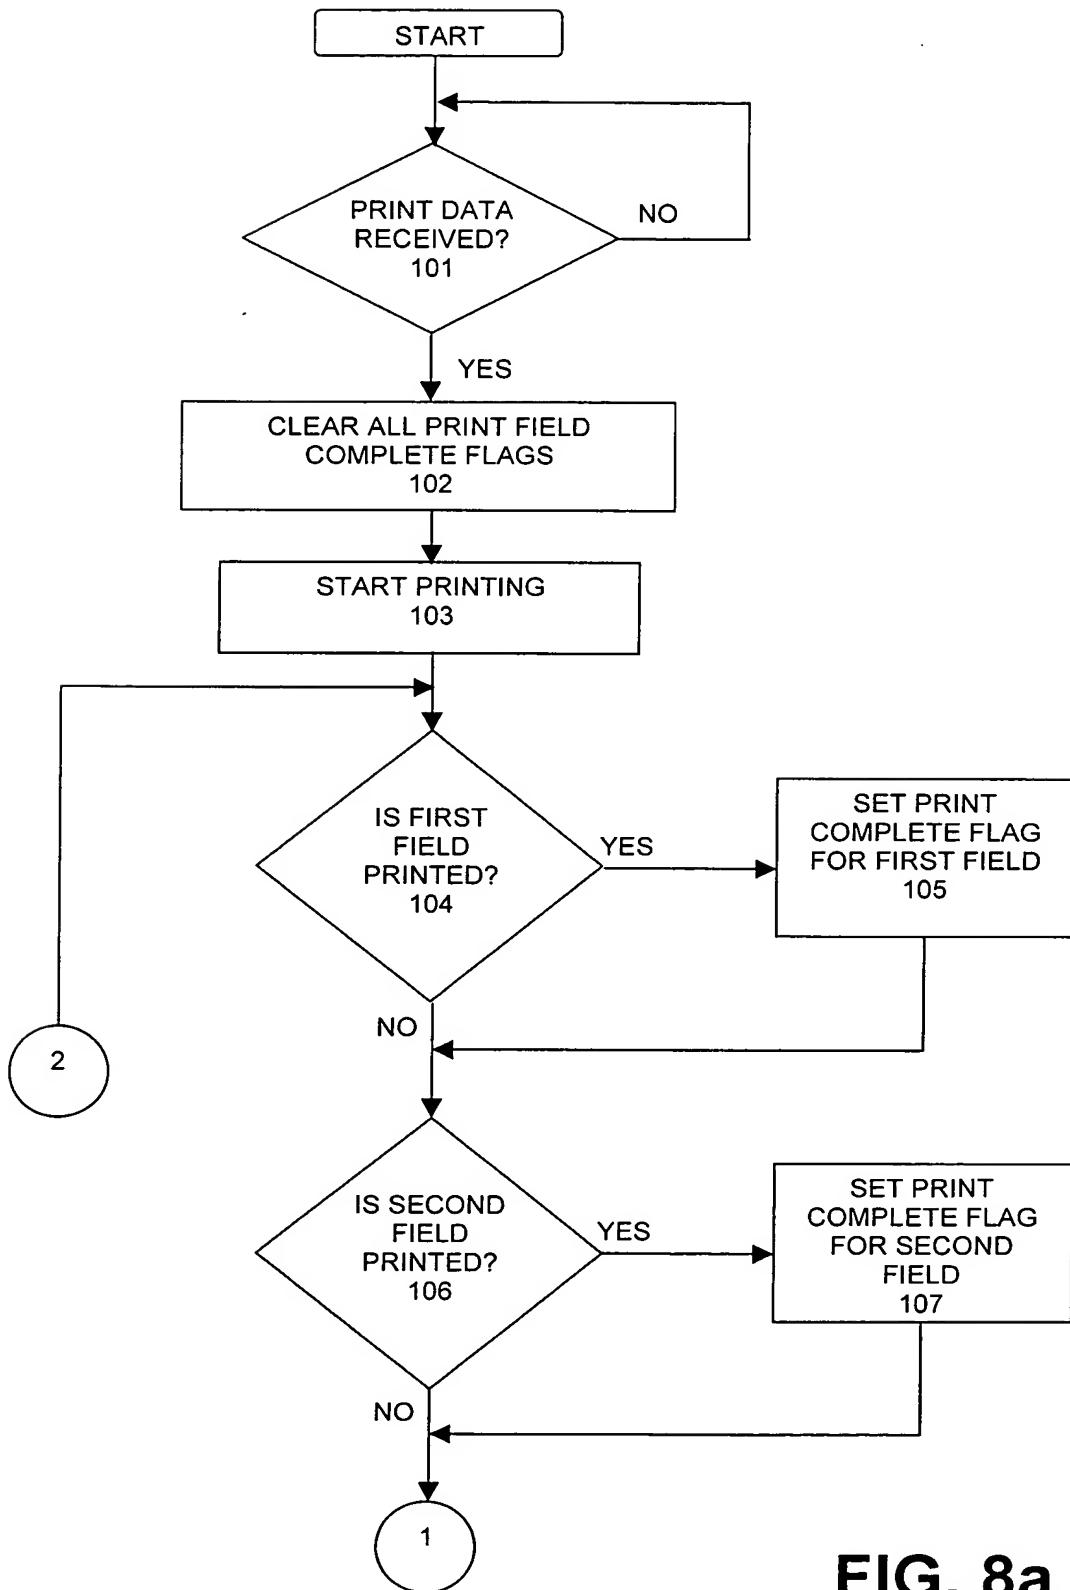 START
PRINT DATA
RECEIVED?
101
NO
YES
CLEAR ALL PRINT FIELD
COMPLETE FLAGS
102
START PRINTING
103
IS FIRST
FIELD
PRINTED?
104
YES
SET PRINT
COMPLETE FLAG
FOR FIRST FIELD
105
NO
2
IS SECOND
FIELD
PRINTED?
106
YES
SET PRINT
COMPLETE FLAG
FOR SECOND
FIELD
107
NO
1
FIG. 8a